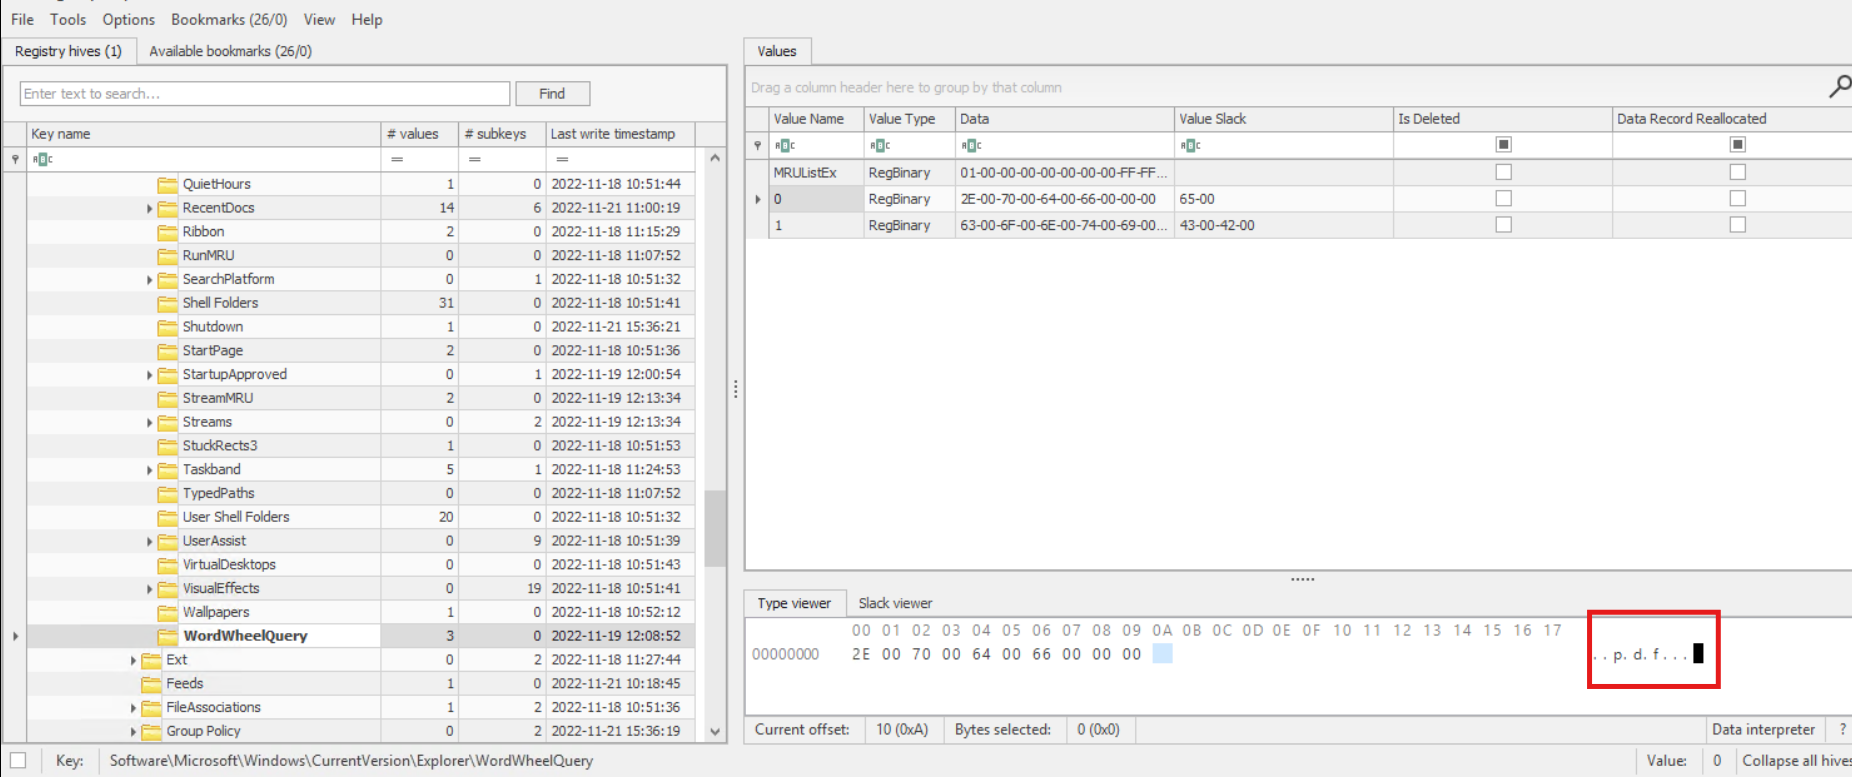 File Tools Options Bookmarks (26/0) View Help
Registry hives (1) Available bookmarks (26/0)
Enter text to search... Find
Key name # values # subkeys Last write timestamp
= = =
QuietHours 1 0 2022-11-18 10:51:44
RecentDocs 14 6 2022-11-21 11:00:19
Ribbon 2 0 2022-11-18 11:15:29
RunMRU 0 0 2022-11-18 11:07:52
SearchPlatform 0 1 2022-11-18 10:51:32
Shell Folders 31 0 2022-11-18 10:51:41
Shutdown 1 0 2022-11-21 15:36:21
StartPage 2 0 2022-11-18 10:51:36
StartupApproved 0 1 2022-11-19 12:00:54
StreamMRU 2 0 2022-11-19 12:13:34
Streams 0 2 2022-11-19 12:13:34
StuckRects3 1 0 2022-11-18 10:51:53
Taskband 5 1 2022-11-18 11:24:53
TypedPaths 0 0 2022-11-18 11:07:52
User Shell Folders 20 0 2022-11-18 10:51:32
UserAssist 0 9 2022-11-18 10:51:39
VirtualDesktops 0 0 2022-11-18 10:51:43
VisualEffects 0 19 2022-11-18 10:51:41
Wallpapers 1 0 2022-11-18 10:52:12
WordWheelQuery 3 0 2022-11-19 12:08:52
Ext 0 2 2022-11-18 11:27:44
Feeds 1 0 2022-11-21 10:18:45
FileAssociations 1 2 2022-11-18 10:51:36
Group Policy 0 2 2022-11-21 15:36:19
Values
Drag a column header here to group by that column
Value Name Value Type Data Value Slack Is Deleted Data Record Reallocated
ABC ABC ABC ABC
MRUListEx RegBinary 01-00-00-00-00-00-00-00-FF-FF...
0 RegBinary 2E-00-70-00-64-00-66-00-00-00 65-00
1 RegBinary 63-00-6F-00-6E-00-74-00-69-00... 43-00-42-00
Type viewer Slack viewer
00 01 02 03 04 05 06 07 08 09 0A 0B 0C 0D 0E 0F 10 11 12 13 14 15 16 17
00000000 2E 00 70 00 64 00 66 00 00 00 ..p.d.f...
Current offset: 10 (0xA) Bytes selected: 0 (0x0) Data interpreter ?
Key: Software\Microsoft\Windows\CurrentVersion\Explorer\WordWheelQuery Value: 0 Collapse all hives